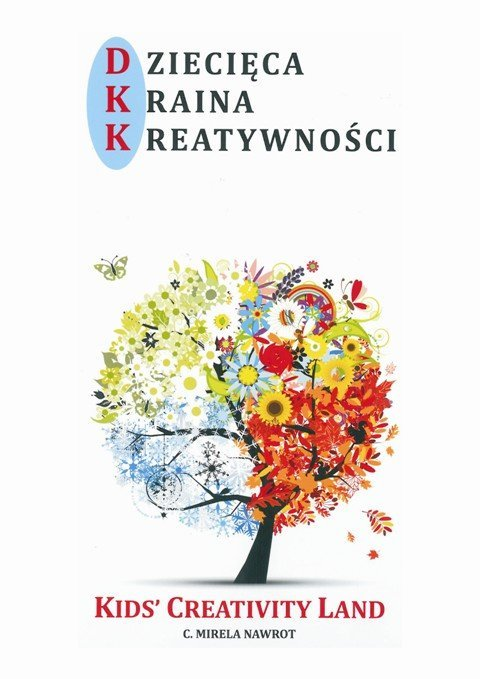 DZIECIĘCA
KRAINA
KREATYWNOŚCI
KIDS' CREATIVITY LAND
C. MIRELA NAWROT